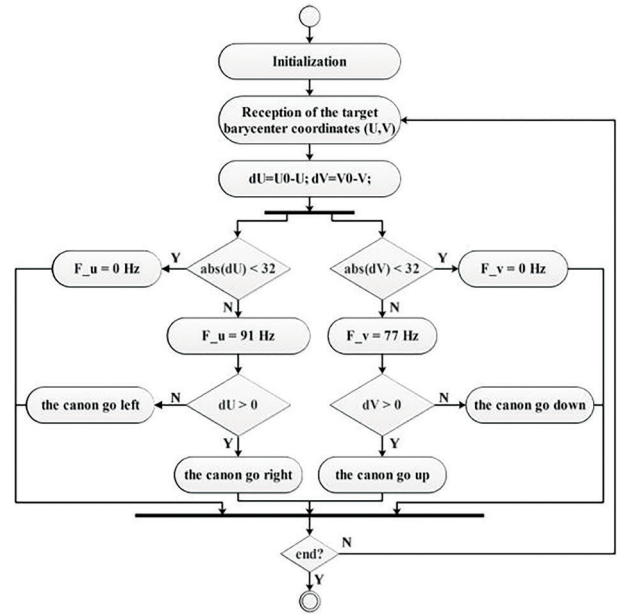 Initialization
Reception of the target
barycenter coordinates (U,V)
dU=U0-U; dV=V0-V;
F_u = 0 Hz
Y
abs(dU) < 32
abs(dV) < 32
Y
F_v = 0 Hz
N
N
F_u = 91 Hz
F_v = 77 Hz
the canon go left
N
dU > 0
dV > 0
N
the canon go down
Y
Y
the canon go right
the canon go up
end?
N
Y